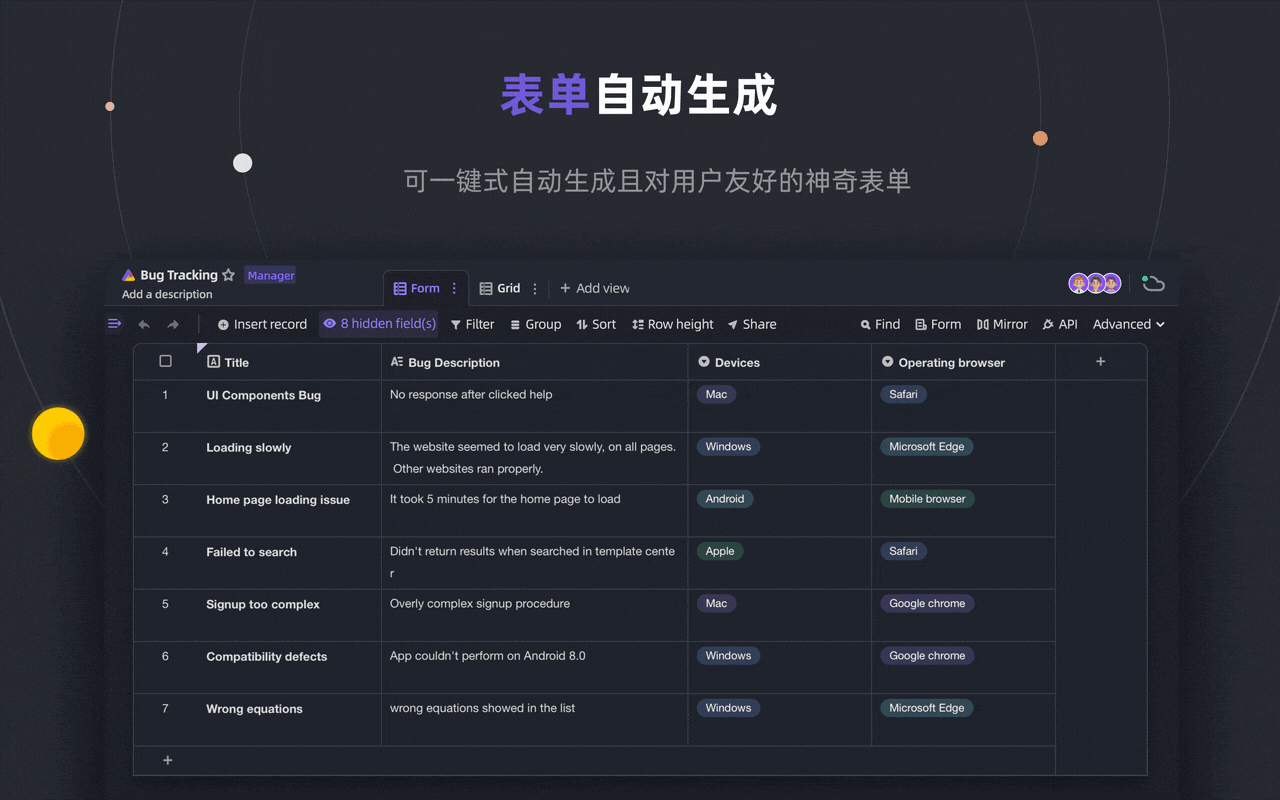 表单自动生成
可一键式自动生成且对用户友好的神奇表单
Bug Tracking Manager
Add a description
Form Grid + Add view
Insert record 8 hidden field(s) Filter Group Sort Row height Share Find Form Mirror API Advanced
Title Bug Description Devices Operating browser +
1 UI Components Bug No response after clicked help Mac Safari
2 Loading slowly The website seemed to load very slowly, on all pages. Windows Microsoft Edge
Other websites ran properly.
3 Home page loading issue It took 5 minutes for the home page to load Android Mobile browser
4 Failed to search Didn't return results when searched in template cente Apple Safari
r
5 Signup too complex Overly complex signup procedure Mac Google chrome
6 Compatibility defects App couldn't perform on Android 8.0 Windows Google chrome
7 Wrong equations wrong equations showed in the list Windows Microsoft Edge
+